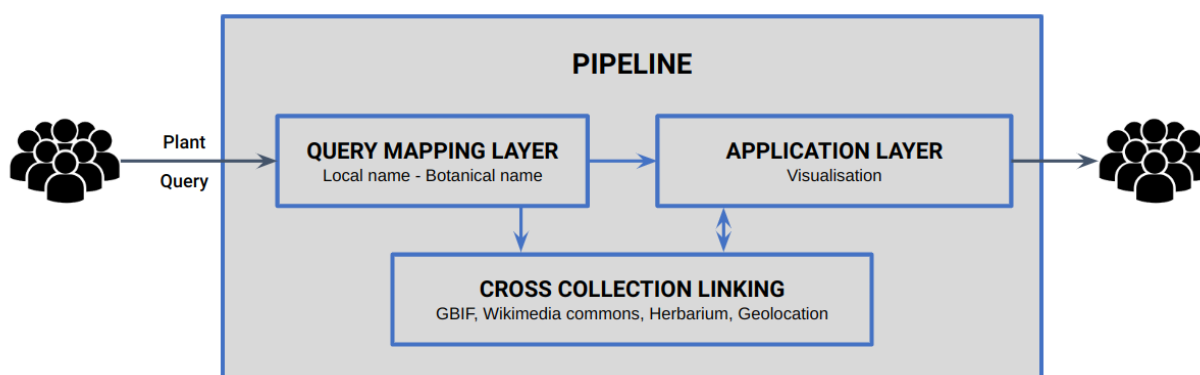 PIPELINE
Plant
Query
QUERY MAPPING LAYER
Local name - Botanical name
APPLICATION LAYER
Visualisation
CROSS COLLECTION LINKING
GBIF, Wikimedia commons, Herbarium, Geolocation